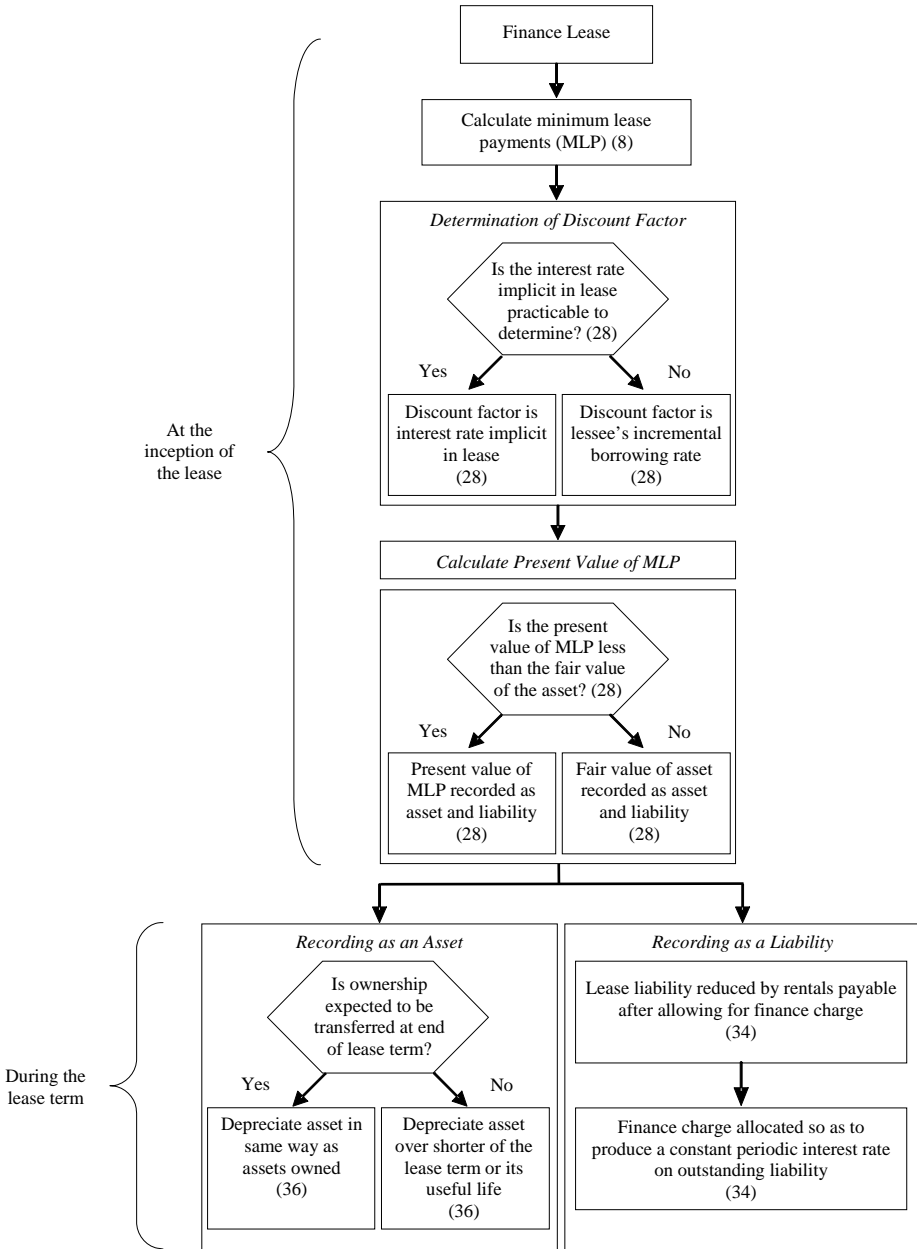 Finance Lease
Calculate minimum lease
payments (MLP) (8)
Determination of Discount Factor
Is the interest rate
implicit in lease
practicable to
determine? (28)
Yes
No
Discount factor is
interest rate implicit
in lease
(28)
Discount factor is
lessee's incremental
borrowing rate
(28)
At the
inception of
the lease
Calculate Present Value of MLP
Is the present
value of MLP less
than the fair value
of the asset? (28)
Yes
No
Present value of
MLP recorded as
asset and liability
(28)
Fair value of asset
recorded as asset
and liability
(28)
During the
lease term
Recording as an Asset
Is ownership
expected to be
transferred at end
of lease term?
Yes
No
Depreciate asset in
same way as
assets owned
(36)
Depreciate asset
over shorter of the
lease term or its
useful life
(36)
Recording as a Liability
Lease liability reduced by rentals payable
after allowing for finance charge
(34)
Finance charge allocated so as to
produce a constant periodic interest rate
on outstanding liability
(34)